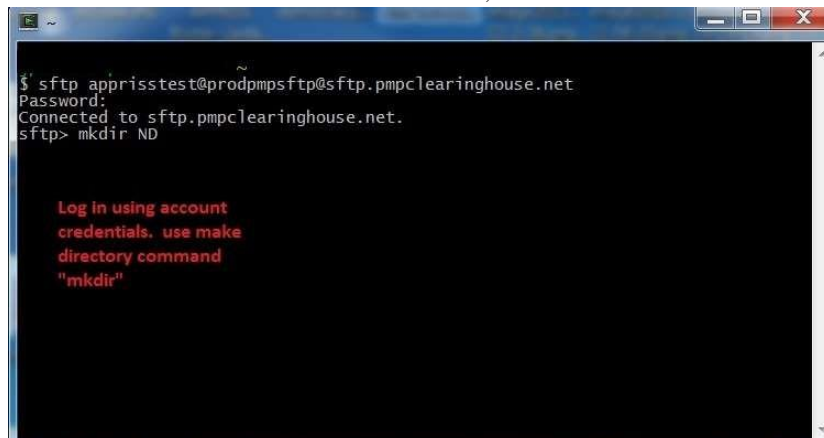 ~
~
$ sftp apprisstest@prodpmpsftp@sftp.pmpclearinghouse.net
Password:
Connected to sftp.pmpclearinghouse.net.
sftp> mkdir ND
Log in using account
credentials. use make
directory command
"mkdir"